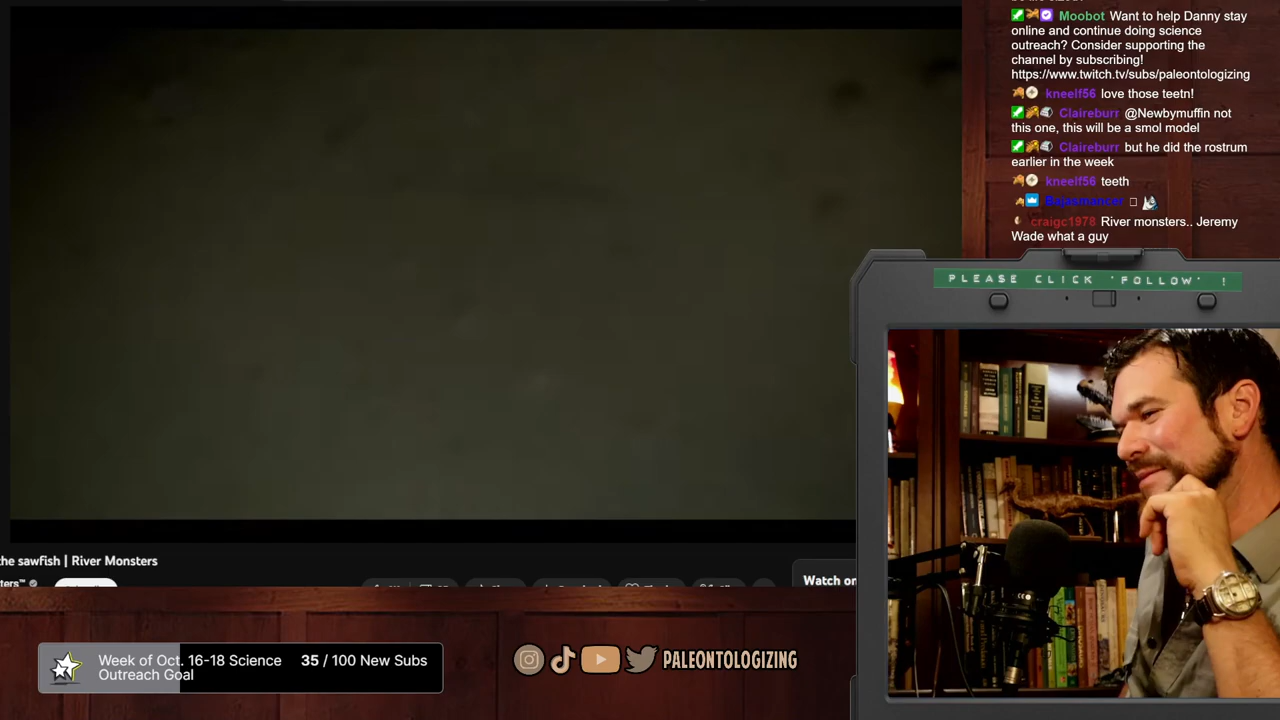 Moobot Want to help Danny stay
online and continue doing science
outreach? Consider supporting the
channel by subscribing!
https://www.twitch.tv/subs/paleontologizing
kneelf56 love those teetn!
Claireburr @Newbymuffin not
this one, this will be a smol model
Claireburr but he did the rostrum
earlier in the week
kneelf56 teeth
craigc1978 River monsters.. Jeremy
Wade what a guy
PLEASE CLICK 'FOLLOW' !
the sawfish | River Monsters
Watch on
Week of Oct. 16-18 Science
Outreach Goal
35 / 100 New Subs
PALEONTOLOGIZING